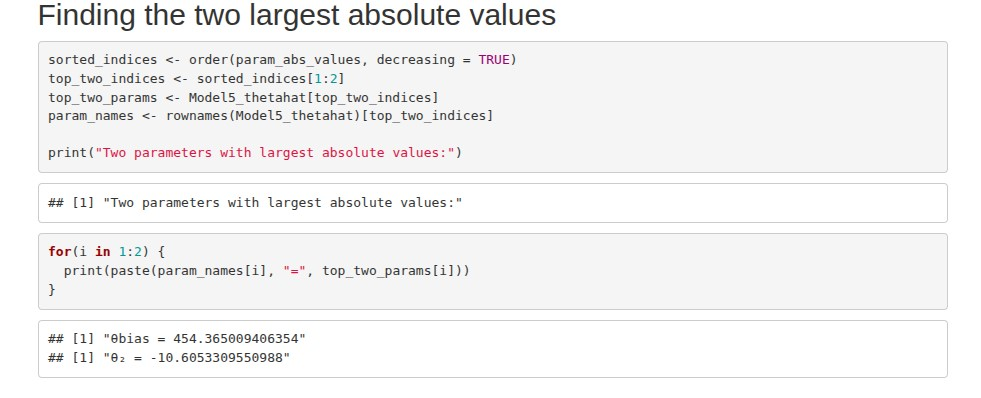 Finding the two largest absolute values
sorted_indices <- order(param_abs_values, decreasing = TRUE)
top_two_indices <- sorted_indices[1:2]
top_two_params <- Model5_thetahat[top_two_indices]
param_names <- rownames(Model5_thetahat)[top_two_indices]
print("Two parameters with largest absolute values:")
## [1] "Two parameters with largest absolute values:"
for(i in 1:2) {
  print(paste(param_names[i], "=", top_two_params[i]))
}
## [1] "θbias = 454.365009406354"
## [1] "θ₂ = -10.6053309550988"